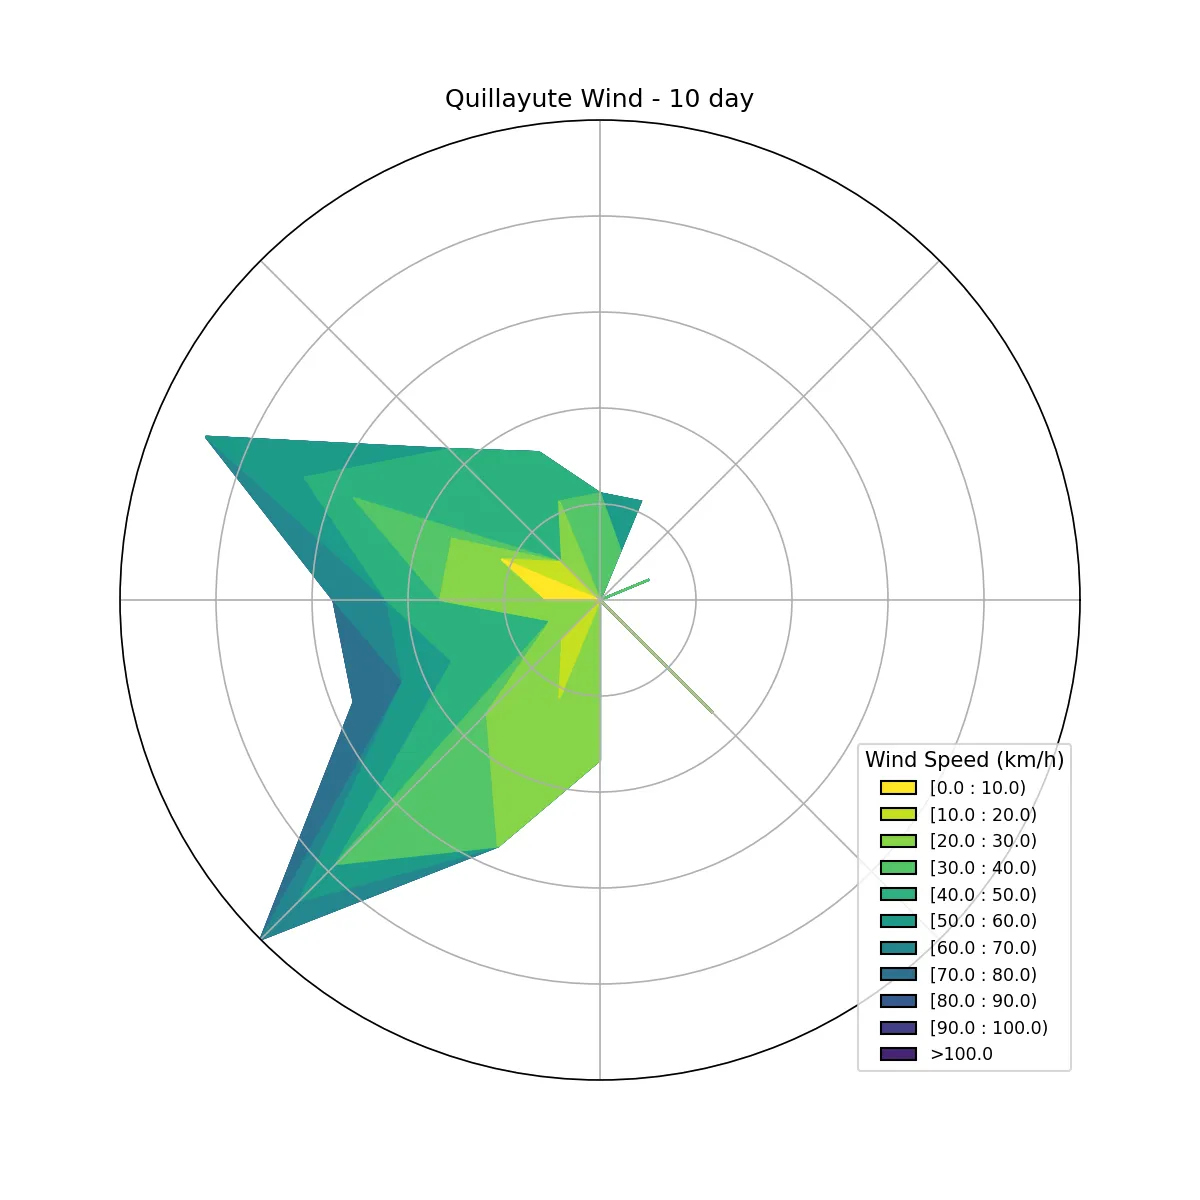 Quillayute Wind - 10 day
Wind Speed (km/h)
[0.0 : 10.0)
[10.0 : 20.0)
[20.0 : 30.0)
[30.0 : 40.0)
[40.0 : 50.0)
[50.0 : 60.0)
[60.0 : 70.0)
[70.0 : 80.0)
[80.0 : 90.0)
[90.0 : 100.0)
>100.0